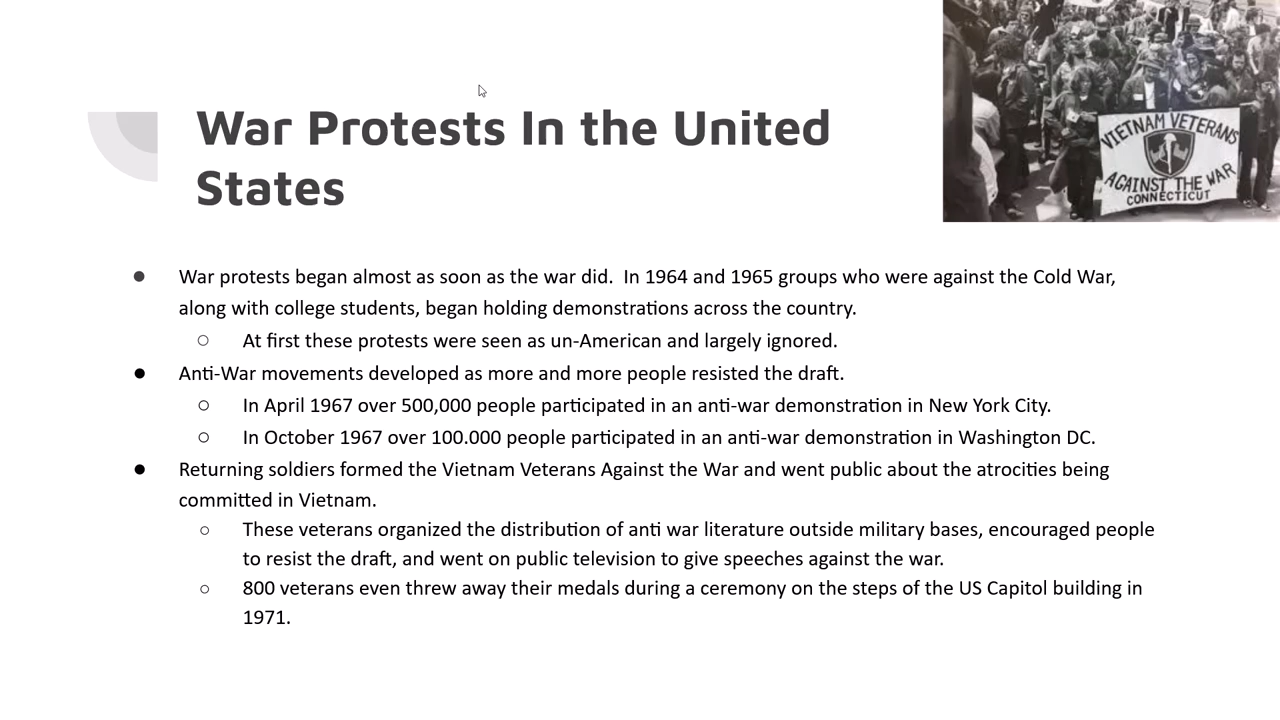 War Protests In the United
States
VIETNAM VETERANS
AGAINST THE WAR
CONNECTICUT
● War protests began almost as soon as the war did.  In 1964 and 1965 groups who were against the Cold War,
along with college students, began holding demonstrations across the country.
○ At first these protests were seen as un-American and largely ignored.
● Anti-War movements developed as more and more people resisted the draft.
○ In April 1967 over 500,000 people participated in an anti-war demonstration in New York City.
○ In October 1967 over 100.000 people participated in an anti-war demonstration in Washington DC.
● Returning soldiers formed the Vietnam Veterans Against the War and went public about the atrocities being
committed in Vietnam.
○ These veterans organized the distribution of anti war literature outside military bases, encouraged people
to resist the draft, and went on public television to give speeches against the war.
○ 800 veterans even threw away their medals during a ceremony on the steps of the US Capitol building in
1971.